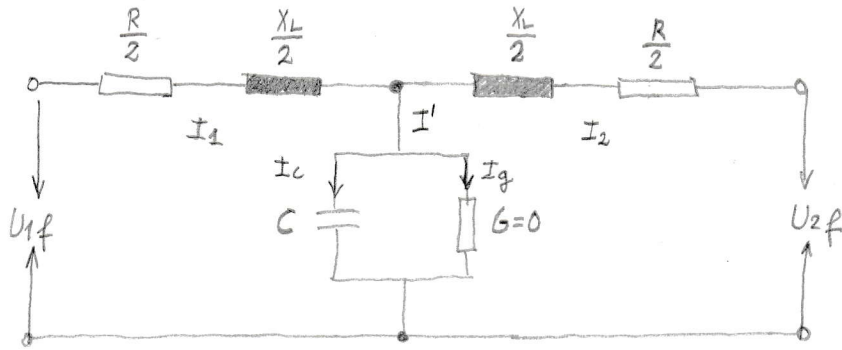 R/2 X_L/2 X_L/2 R/2
I_1 I' I_2
I_c I_g
U_1f C G=0 U_2f